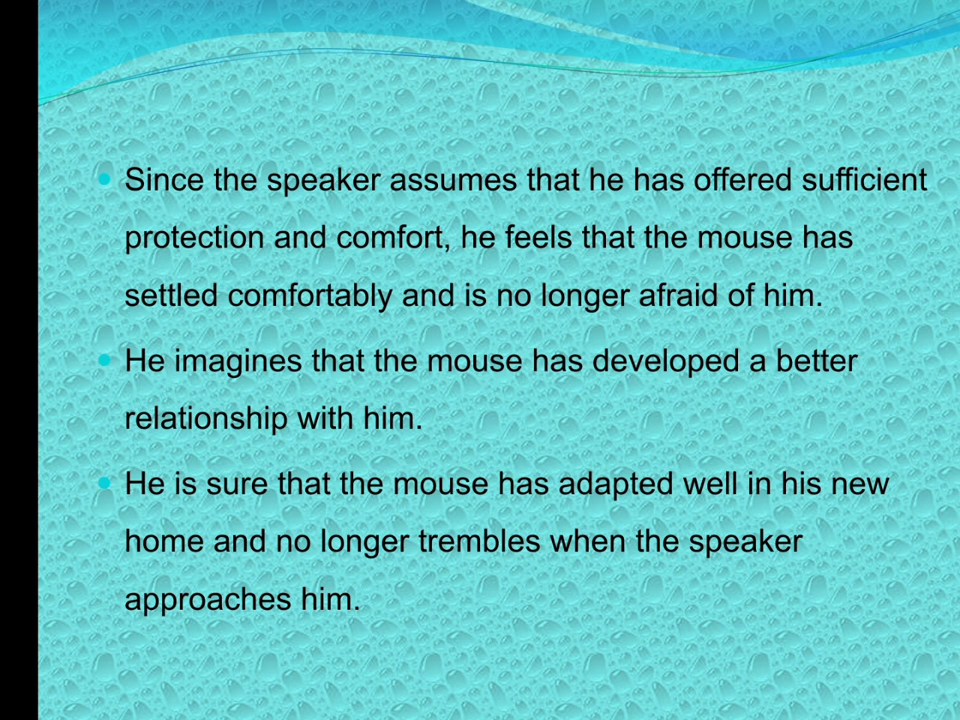 Since the speaker assumes that he has offered sufficient
protection and comfort, he feels that the mouse has
settled comfortably and is no longer afraid of him.
He imagines that the mouse has developed a better
relationship with him.
He is sure that the mouse has adapted well in his new
home and no longer trembles when the speaker
approaches him.